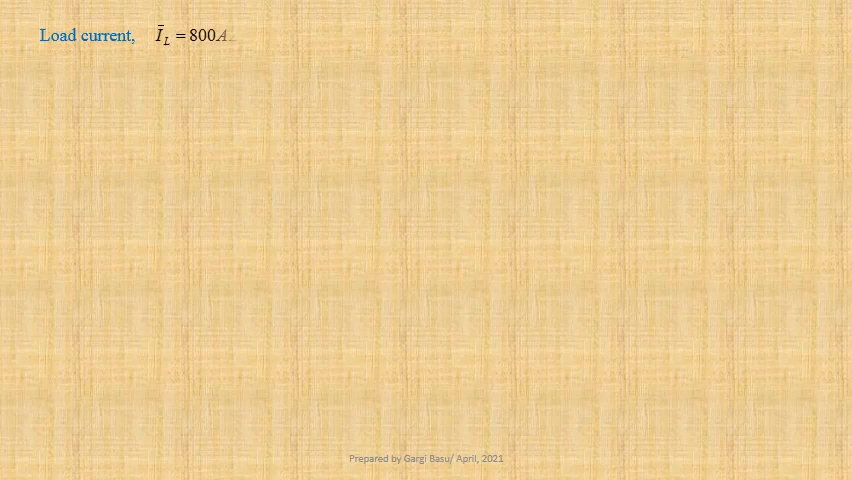 Load current, Ī_L = 800A
Prepared by Gargi Basu/ April, 2021